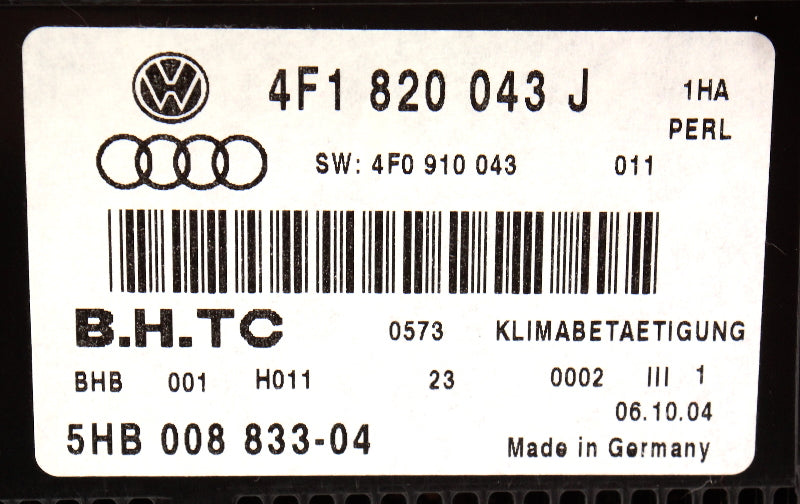 VW 4F1 820 043 J 1HA
PERL
SW: 4F0 910 043 011
B.H.TC 0573 KLIMABETAETIGUNG
BHB 001 H011 23 0002 III 1
06.10.04
5HB 008 833-04 Made in Germany